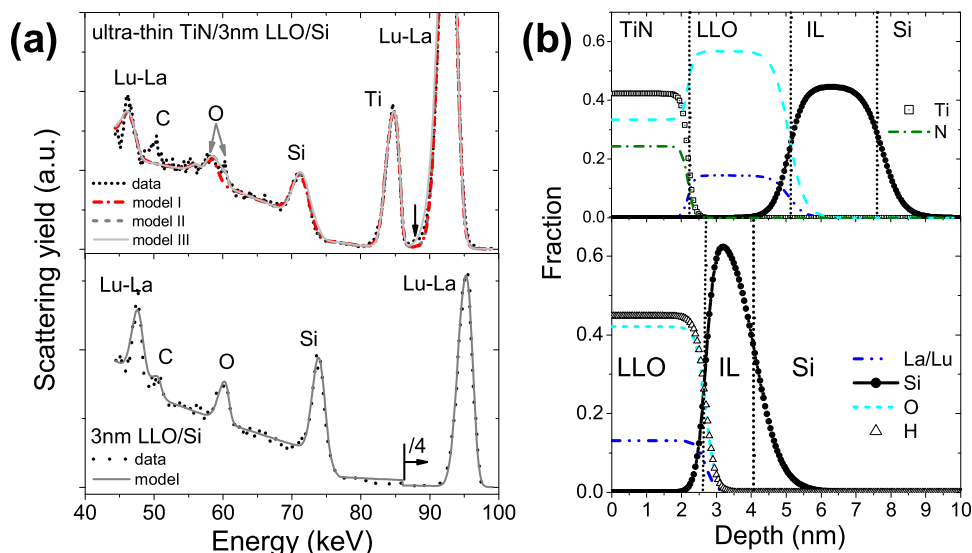 (a)
ultra-thin TiN/3nm LLO/Si
Lu-La
Lu-La
C
O
Ti
Si
data
model I
model II
model III
Lu-La
Lu-La
C
O
Si
/4
3nm LLO/Si
data
model
40 50 60 70 80 90 100
Energy (keV)
Scattering yield (a.u.)
(b)
TiN LLO IL Si
0.6
0.4
0.2
0.0
Ti
N
0.6
0.4
0.2
0.0
LLO IL Si
La/Lu
Si
O
H
0 1 2 3 4 5 6 7 8 9 10
Depth (nm)
Fraction